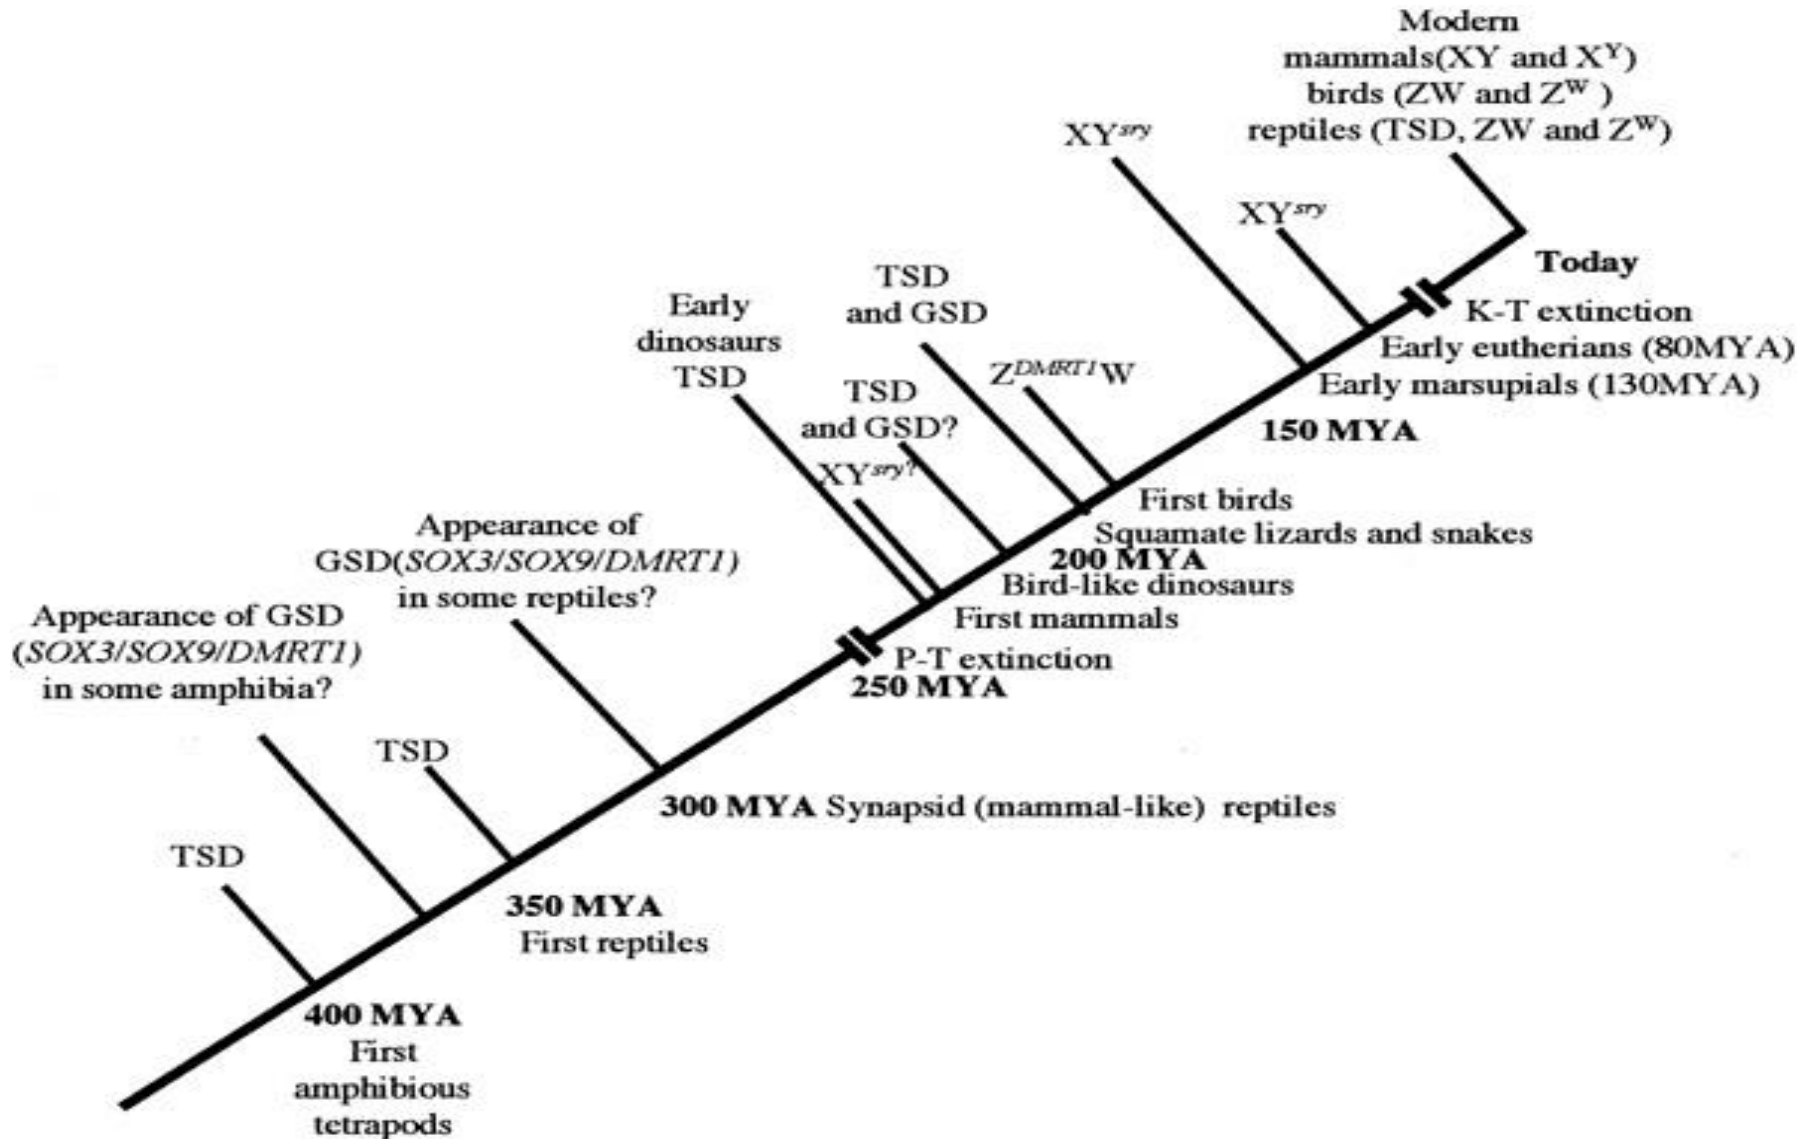 Modern
mammals(XY and X^Y)
birds (ZW and Z^W )
reptiles (TSD, ZW and Z^W)
XY^sry
XY^sry
Today
K-T extinction
Early eutherians (80MYA)
Early marsupials (130MYA)
150 MYA
TSD
and GSD
Z^DMRT1 W
Early
dinosaurs
TSD
TSD
and GSD?
XY^sry?
First birds
Squamate lizards and snakes
200 MYA
Bird-like dinosaurs
First mammals
P-T extinction
250 MYA
Appearance of
GSD(SOX3/SOX9/DMRT1)
in some reptiles?
Appearance of GSD
(SOX3/SOX9/DMRT1)
in some amphibia?
TSD
300 MYA Synapsid (mammal-like) reptiles
TSD
350 MYA
First reptiles
400 MYA
First
amphibious
tetrapods